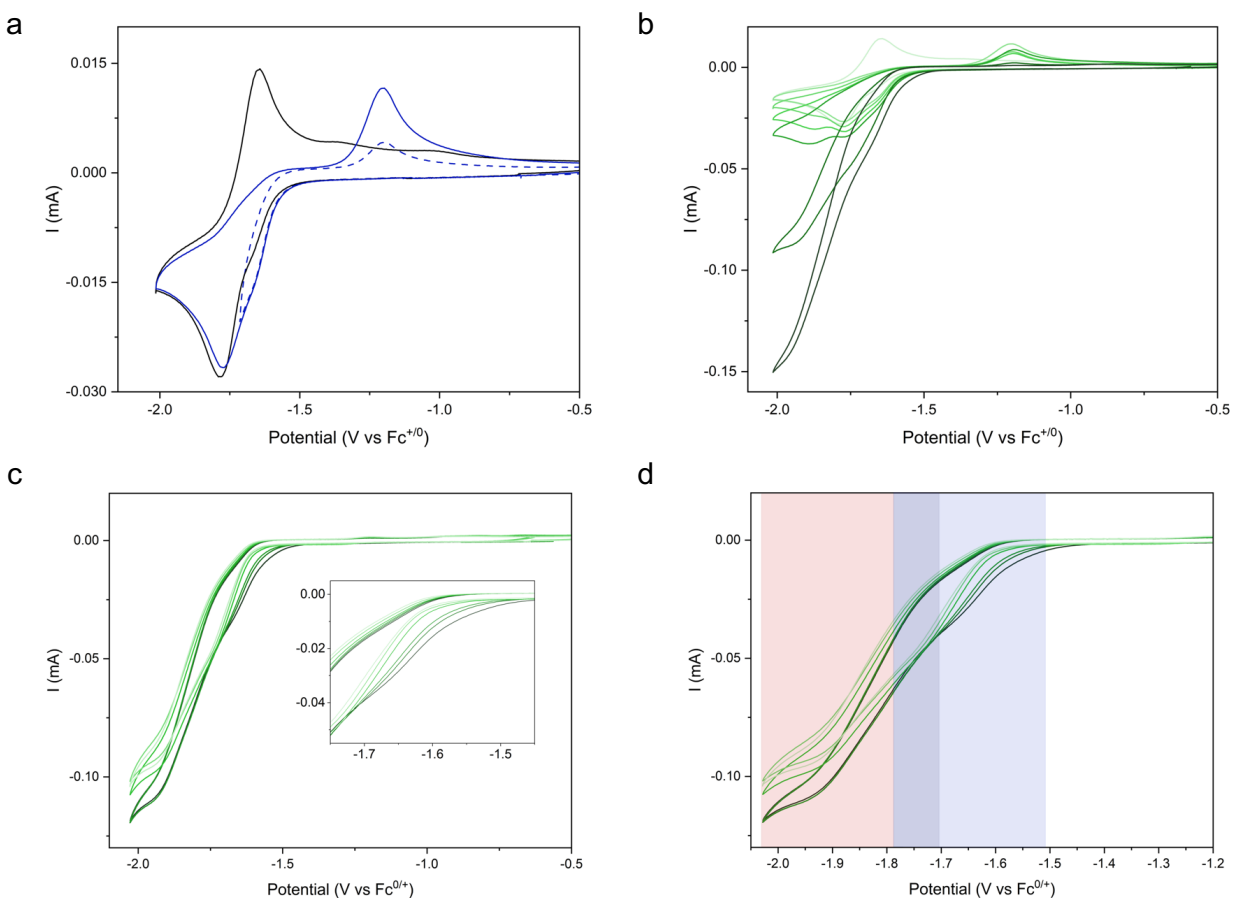 a
0.015
0.000
-0.015
-0.030
I (mA)
-2.0 -1.5 -1.0 -0.5
Potential (V vs Fc+/0)
b
0.00
-0.05
-0.10
-0.15
I (mA)
-2.0 -1.5 -1.0 -0.5
Potential (V vs Fc+/0)
c
0.00
-0.05
-0.10
I (mA)
0.00
-0.02
-0.04
-1.7 -1.6 -1.5
-2.0 -1.5 -1.0 -0.5
Potential (V vs Fc0/+)
d
0.00
-0.05
-0.10
I (mA)
-2.0 -1.9 -1.8 -1.7 -1.6 -1.5 -1.4 -1.3 -1.2
Potential (V vs Fc0/+)